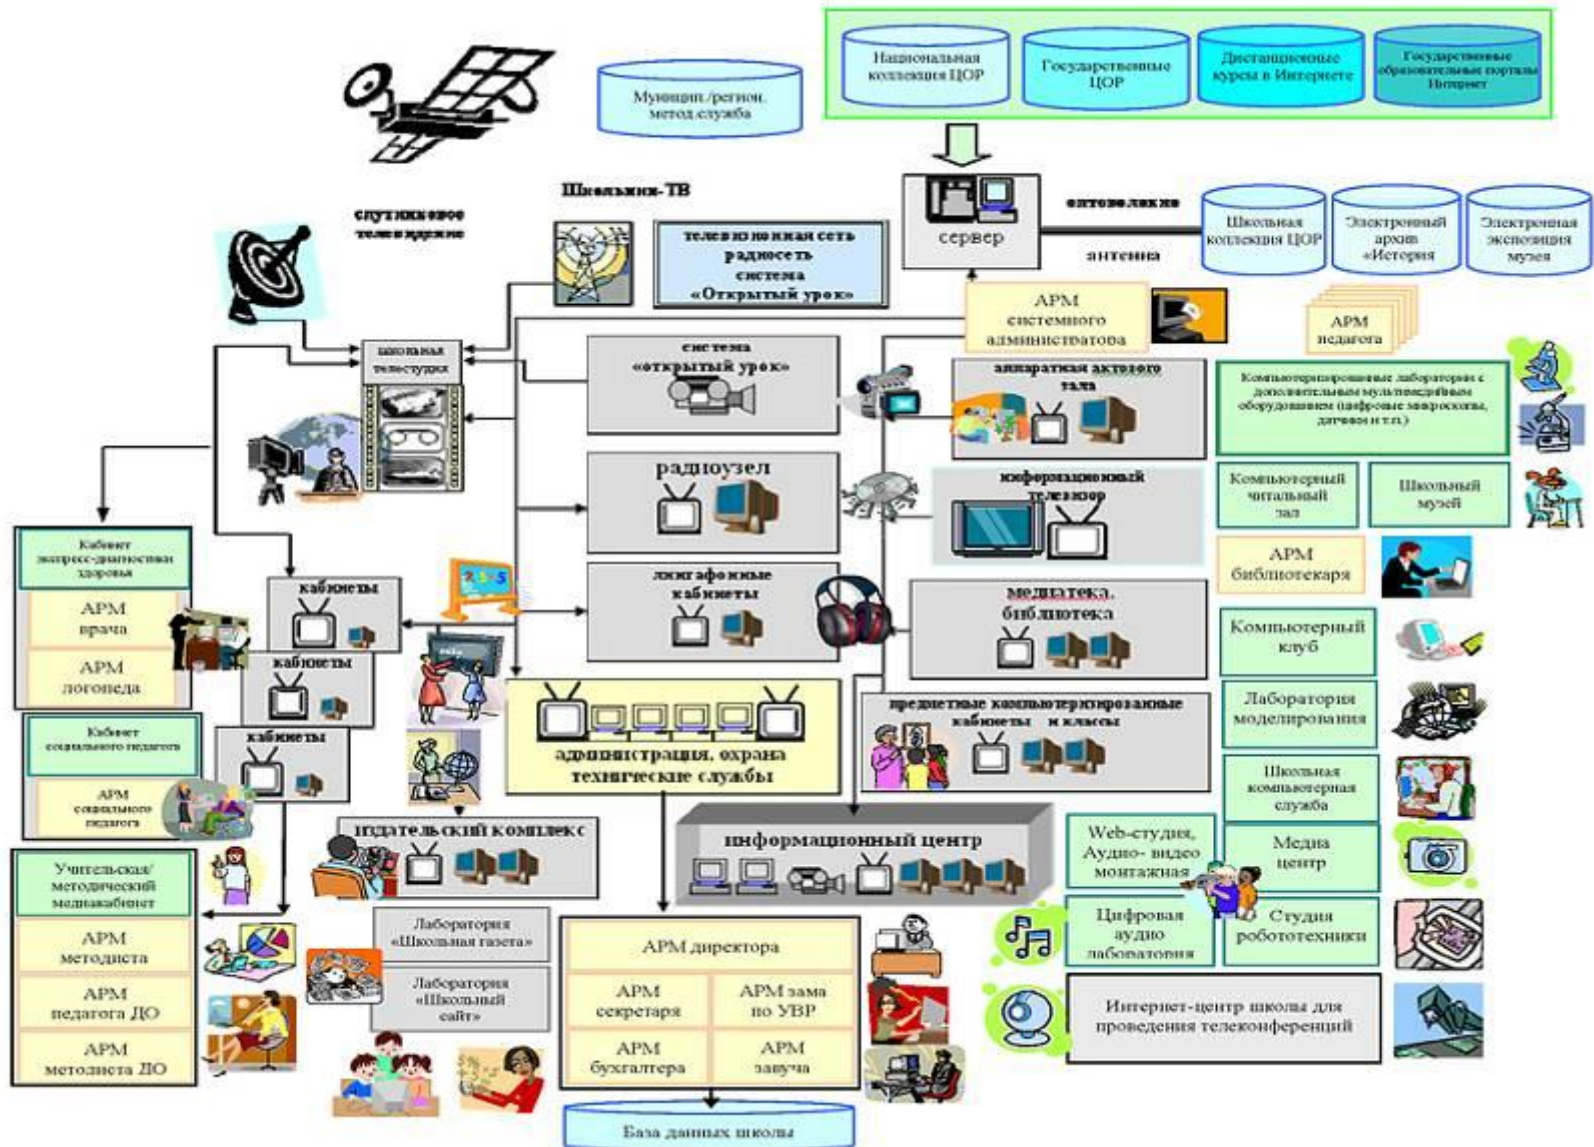 Национальная
коллекция ЦОР
Государственные
ЦОР
Дистанционные
курсы в Интернете
Государственные
образовательные порталы
Интернет
Муницип./регион.
метод.служба
спутниковое
телевидение
телевизионная сеть
радиосеть
система
«Открытый урок»
сервер
оптоволокно
антенна
Школьная
коллекция ЦОР
Электронный
архив
«История
Электронная
экспозиция
музея
АРМ
системного
администратора
АРМ
педагога
школьная
телестудия
система
«открытый урок»
аппаратная актового
зала
Компьютеризированные лаборатории с
дополнительным мультимедийным
оборудованием (цифровые микроскопы,
датчики и т.п.)
радиоузел
информационный
телевизор
Компьютерный
читальный
зал
Школьный
музей
АРМ
библиотекаря
Кабинет
экспресс-диагностики
здоровья
АРМ
врача
АРМ
логопеда
кабинеты
кабинеты
кабинеты
лингафонные
кабинеты
медиатека,
библиотека
Компьютерный
клуб
Лаборатория
моделирования
Кабинет
социального педагога
АРМ
социального
педагога
администрация, охрана
технические службы
предметные компьютеризированные
кабинеты и классы
Школьная
компьютерная
служба
издательский комплекс
информационный центр
Web-студия,
Аудио- видео
монтажная
Медиа
центр
Учительская/
методический
медиакабинет
АРМ
методиста
АРМ
педагога ДО
АРМ
методиста ДО
Лаборатория
«Школьная газета»
Лаборатория
«Школьный
сайт»
АРМ директора
АРМ
секретаря
АРМ зама
по УВР
АРМ
бухгалтера
АРМ
завуча
Цифровая
аудио
лаборатория
Студия
робототехники
Интернет-центр школы для
проведения телеконференций
База данных школы